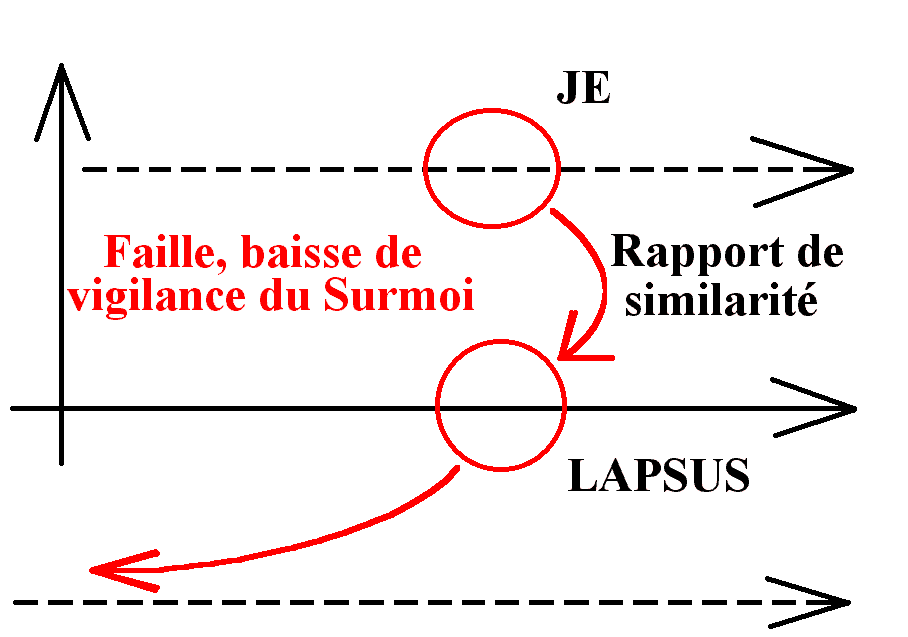 JE
Faille, baisse de
vigilance du Surmoi
Rapport de
similarité
LAPSUS